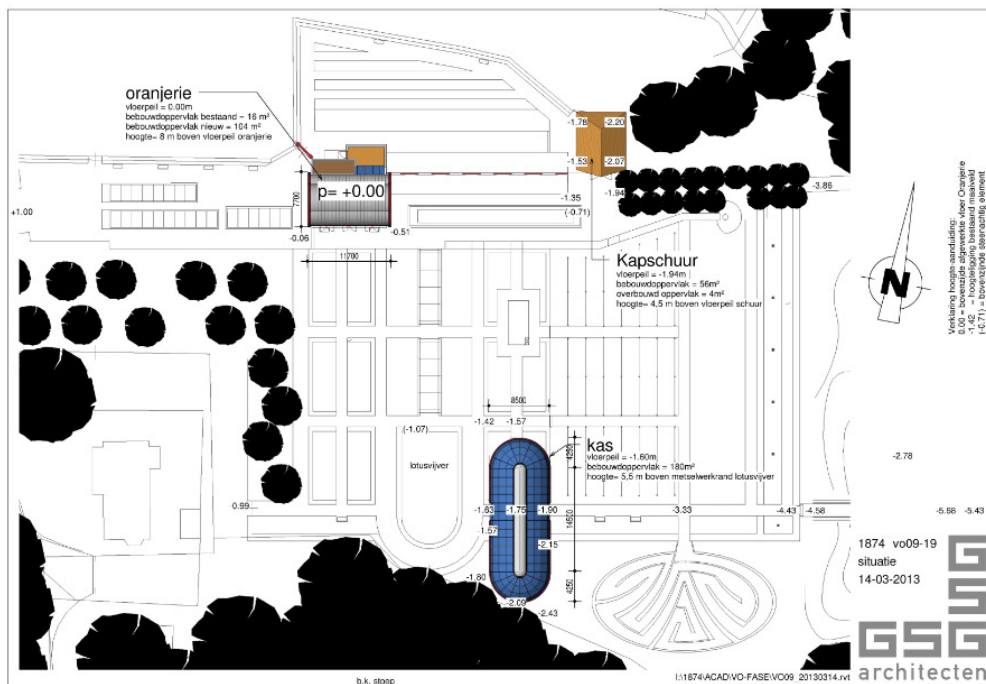 oranjerie
vloerpeil = 0.00m
bebouwdoppervlak bestaand ~ 16 m²
bebouwdoppervlak nieuw = 104 m²
hoogte= 8 m boven vloerpeil oranjerie
p= +0.00
7700
11700
+1.00
-0.06
-0.51
-1.78
-2.20
-1.53
-2.07
-1.94
-1.35
(-0.71)
-3.86
Kapschuur
vloerpeil = -1.94m
bebouwdoppervlak = 56m²
overbouwd oppervlak = 4m²
hoogte= 4,5 m boven vloerpeil schuur
N
Verklaring hoogte-aanduiding:
0.00 = bovenzijde afgewerkte vloer Oranjerie
-1.42 = hoogteligging bestaand maaiveld
(-0.71) = bovenzijnde steenachtig element
8500
-1.42
-1.57
(-1.07)
lotusvijver
kas
vloerpeil = -1.60m
bebouwdoppervlak = 180m²
hoogte= 5,5 m boven metselwerkrand lotusvijver
4250
14500
4250
0.99
-1.63
-1.75
-1.90
-1.57
-2.15
-1.80
-2.09
-2.43
-3.33
-4.43
-4.58
-2.78
-5.58
-5.43
1874 vo09-19
situatie
14-03-2013
GSG
architecten
b.k. stoep
I:\1874\ACAD\VO-FASE\VO09_20130314.rvt